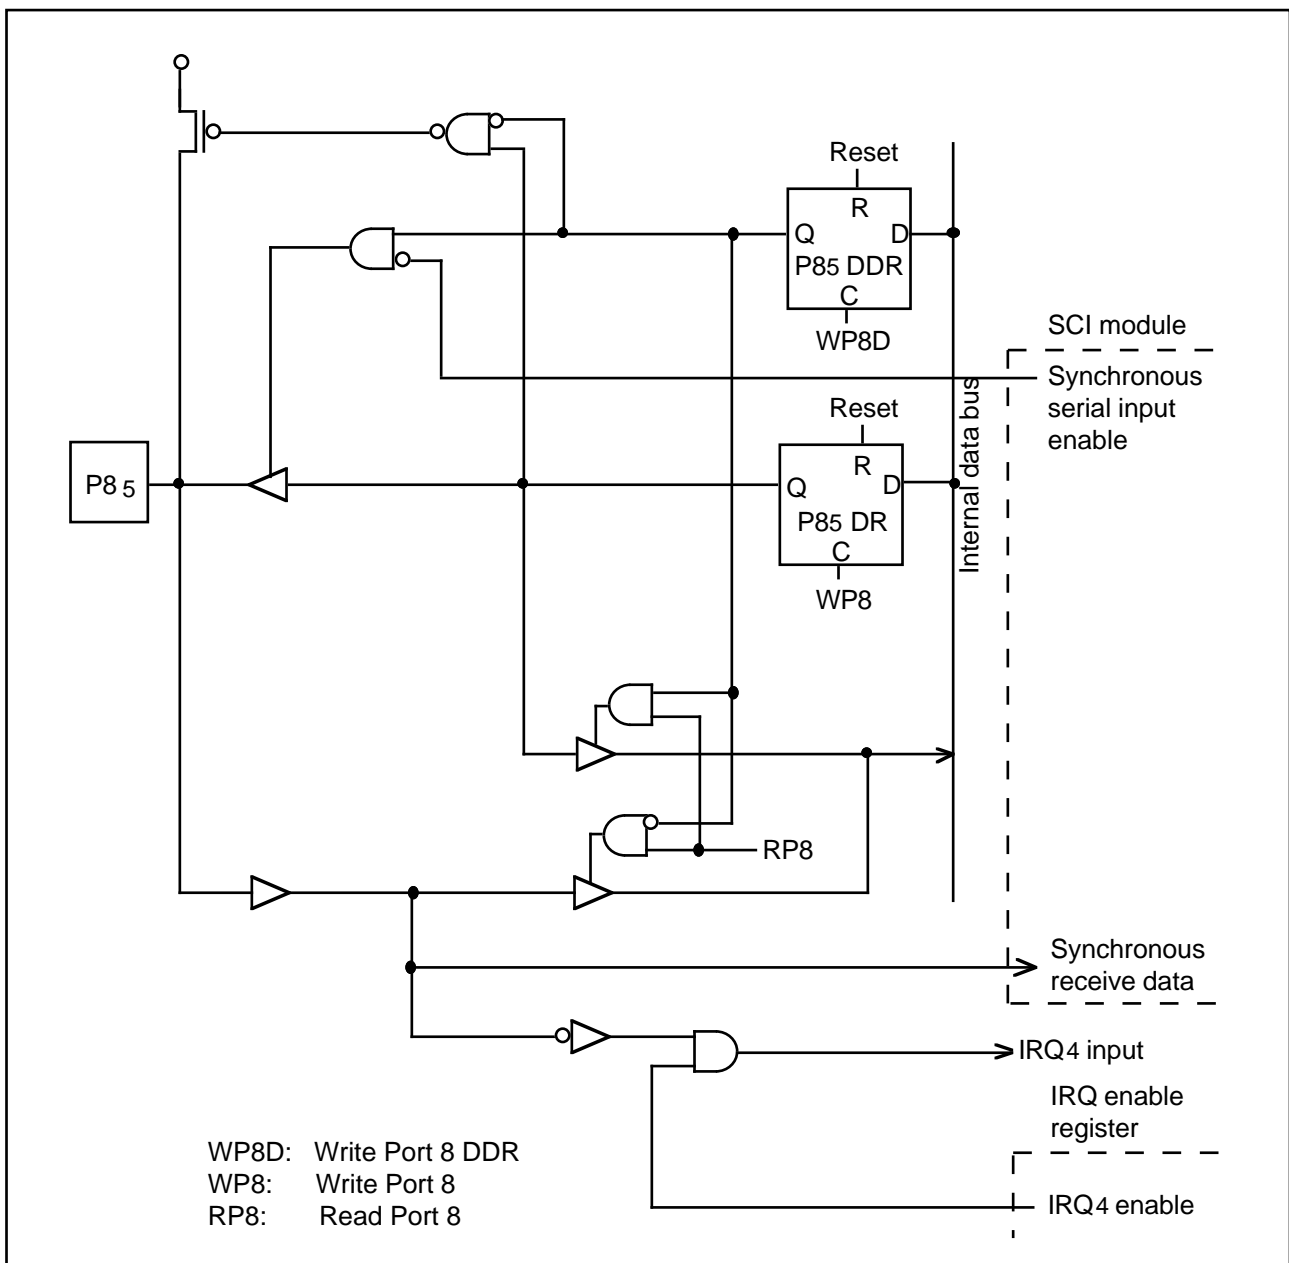 Reset
R
Q D
P85 DDR
C
WP8D
SCI module
Synchronous
serial input
enable
Internal data bus
Reset
R
Q D
P85 DR
C
WP8
P85
RP8
Synchronous
receive data
IRQ4 input
IRQ enable
register
IRQ4 enable
WP8D: Write Port 8 DDR
WP8: Write Port 8
RP8: Read Port 8